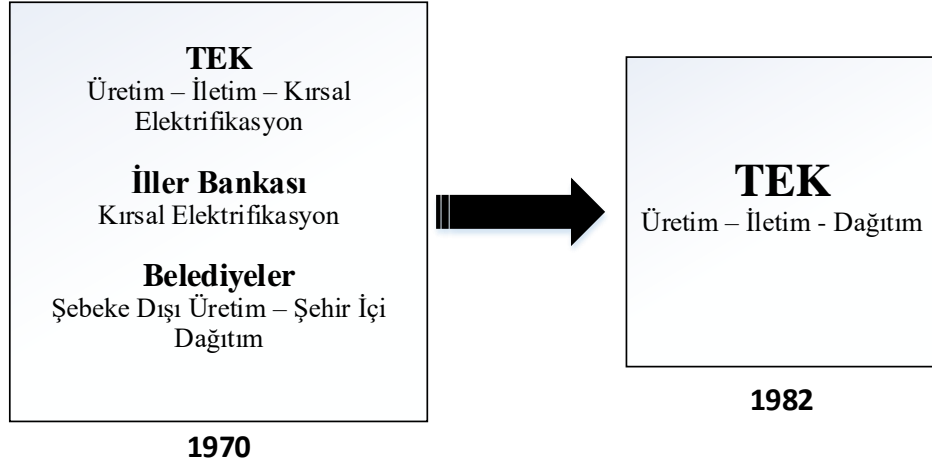 TEK
Üretim – İletim – Kırsal
Elektrifikasyon
İller Bankası
Kırsal Elektrifikasyon
Belediyeler
Şebeke Dışı Üretim – Şehir İçi
Dağıtım
1970
TEK
Üretim – İletim - Dağıtım
1982